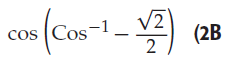 cos (Cos⁻¹ – √2/2) (2B